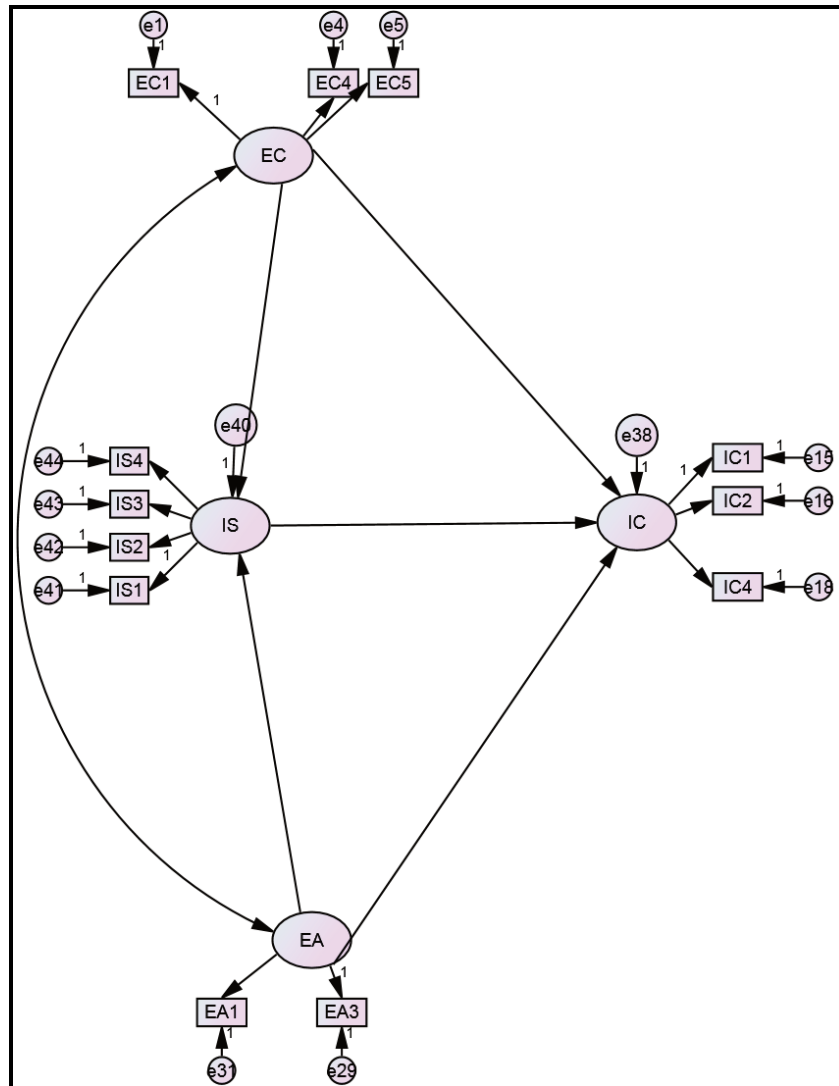 e1 e4 e5
1 1 1
EC1 EC4 EC5
1
EC
e40 e38
1 1
e44 1 IS4
e43 1 IS3
e42 1 IS2
e41 1 IS1
1
IS
IC
1
IC1 1 e15
IC2 1 e16
IC4 1 e18
EA
1
EA1 EA3
1 1
e31 e29